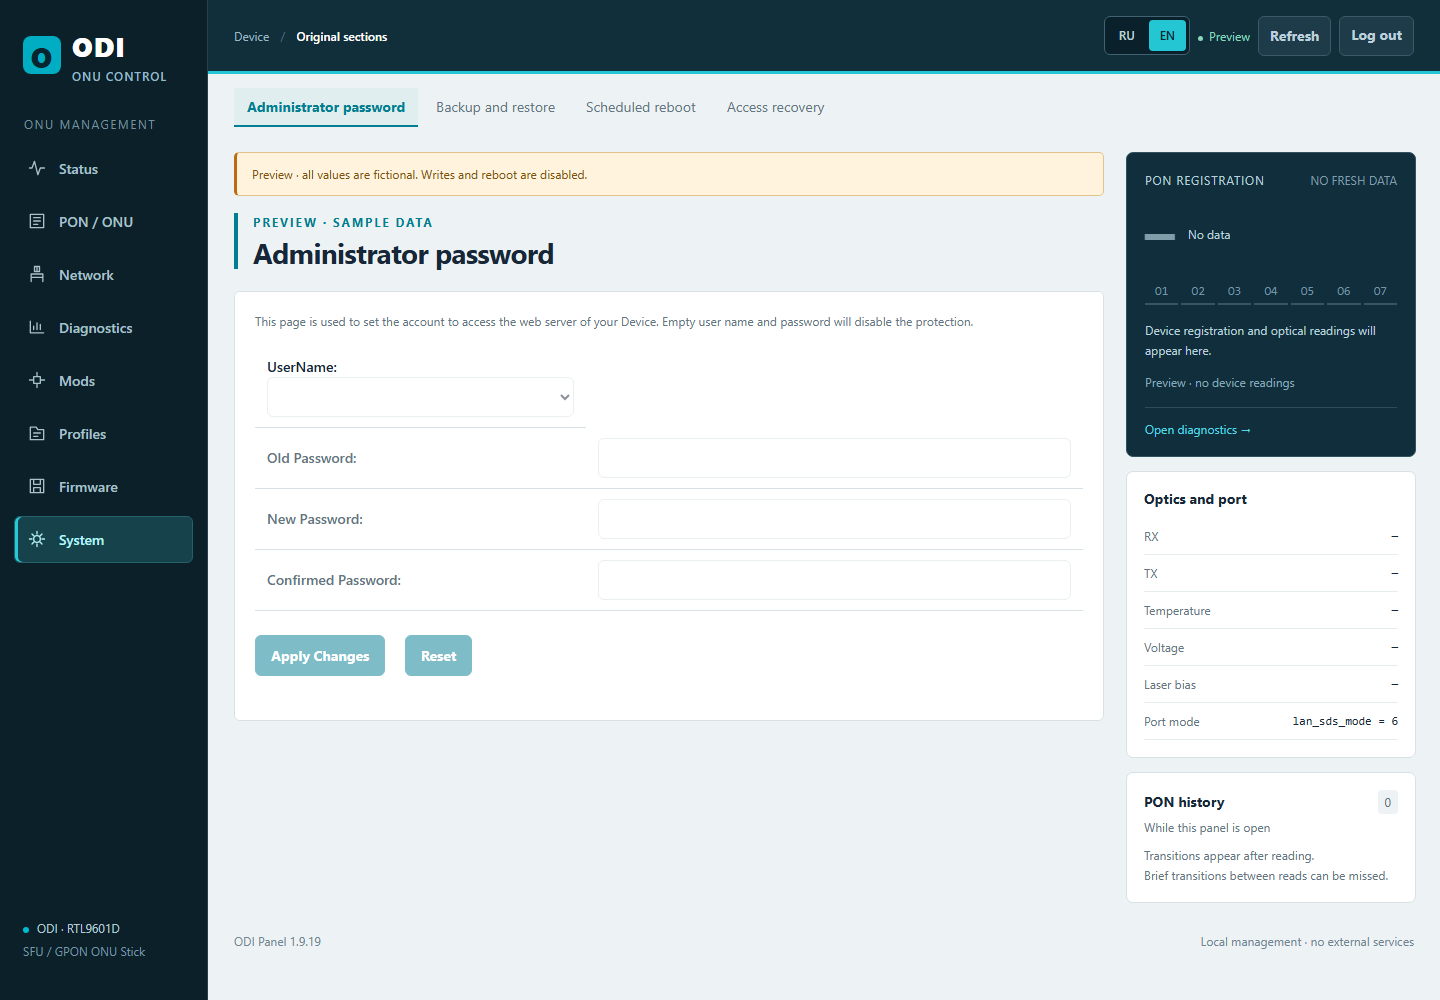 ODI
ONU CONTROL
ONU MANAGEMENT
Status
PON / ONU
Network
Diagnostics
Mods
Profiles
Firmware
System
ODI · RTL9601D
SFU / GPON ONU Stick
Device / Original sections
RU EN
Preview
Refresh
Log out
Administrator password
Backup and restore
Scheduled reboot
Access recovery
Preview · all values are fictional. Writes and reboot are disabled.
PREVIEW · SAMPLE DATA
Administrator password
This page is used to set the account to access the web server of your Device. Empty user name and password will disable the protection.
UserName:
Old Password:
New Password:
Confirmed Password:
Apply Changes
Reset
PON REGISTRATION NO FRESH DATA
No data
01 02 03 04 05 06 07
Device registration and optical readings will
appear here.
Preview · no device readings
Open diagnostics →
Optics and port
RX –
TX –
Temperature –
Voltage –
Laser bias –
Port mode lan_sds_mode = 6
PON history 0
While this panel is open
Transitions appear after reading.
Brief transitions between reads can be missed.
ODI Panel 1.9.19
Local management · no external services